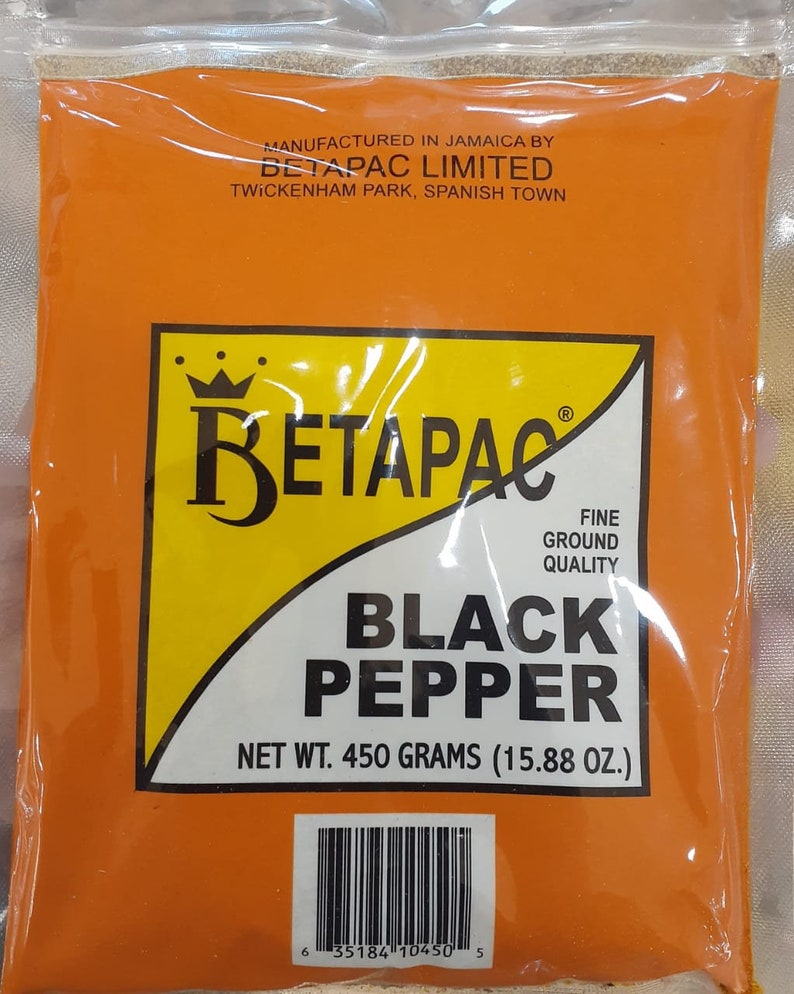 MANUFACTURED IN JAMAICA BY
BETAPAC LIMITED
TWICKENHAM PARK, SPANISH TOWN
BETAPAC®
FINE
GROUND
QUALITY
BLACK
PEPPER
NET WT. 450 GRAMS (15.88 OZ.)
6 35184 10450 5